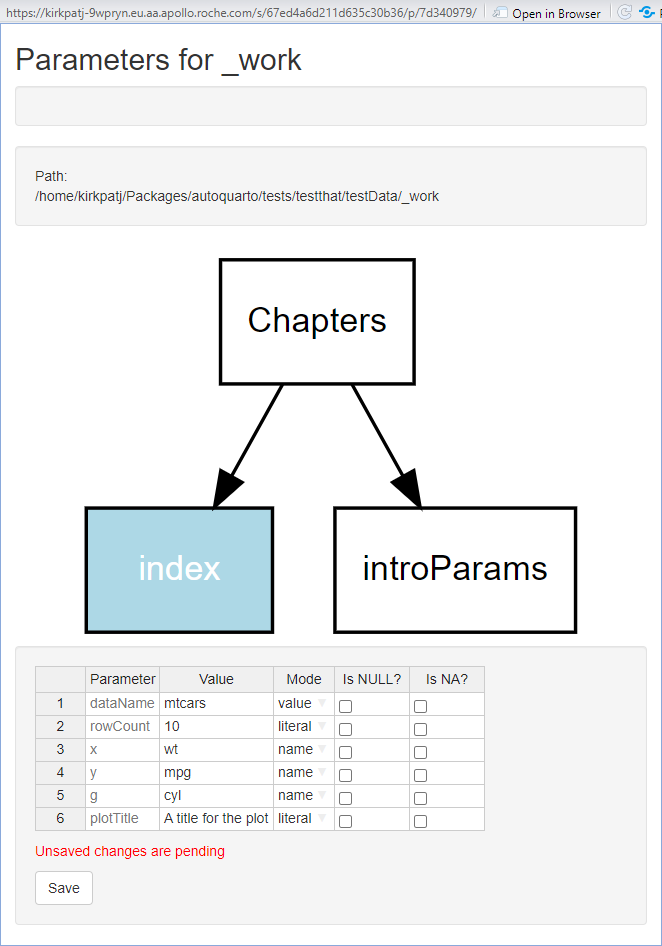 https://kirkpatj-9wpryn.eu.aa.apollo.roche.com/s/67ed4a6d211d635c30b36/p/7d340979/ Open in Browser
Parameters for _work
Path:
/home/kirkpatj/Packages/autoquarto/tests/testthat/testData/_work
Chapters
index introParams
Parameter Value Mode Is NULL? Is NA?
1 dataName mtcars value
2 rowCount 10 literal
3 x wt name
4 y mpg name
5 g cyl name
6 plotTitle A title for the plot literal
Unsaved changes are pending
Save